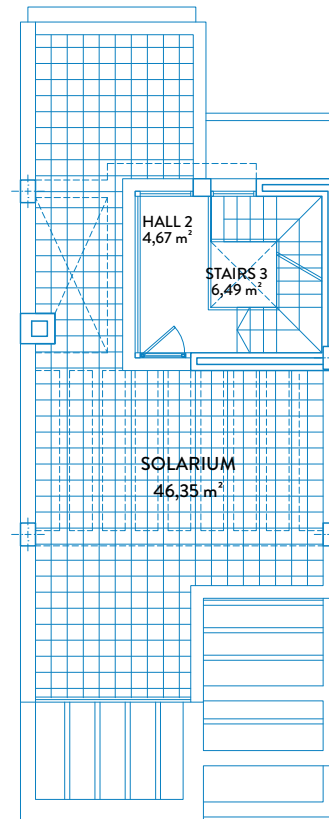 HALL 2
4,67 m²
STAIRS 3
6,49 m²
SOLARIUM
46,35 m²